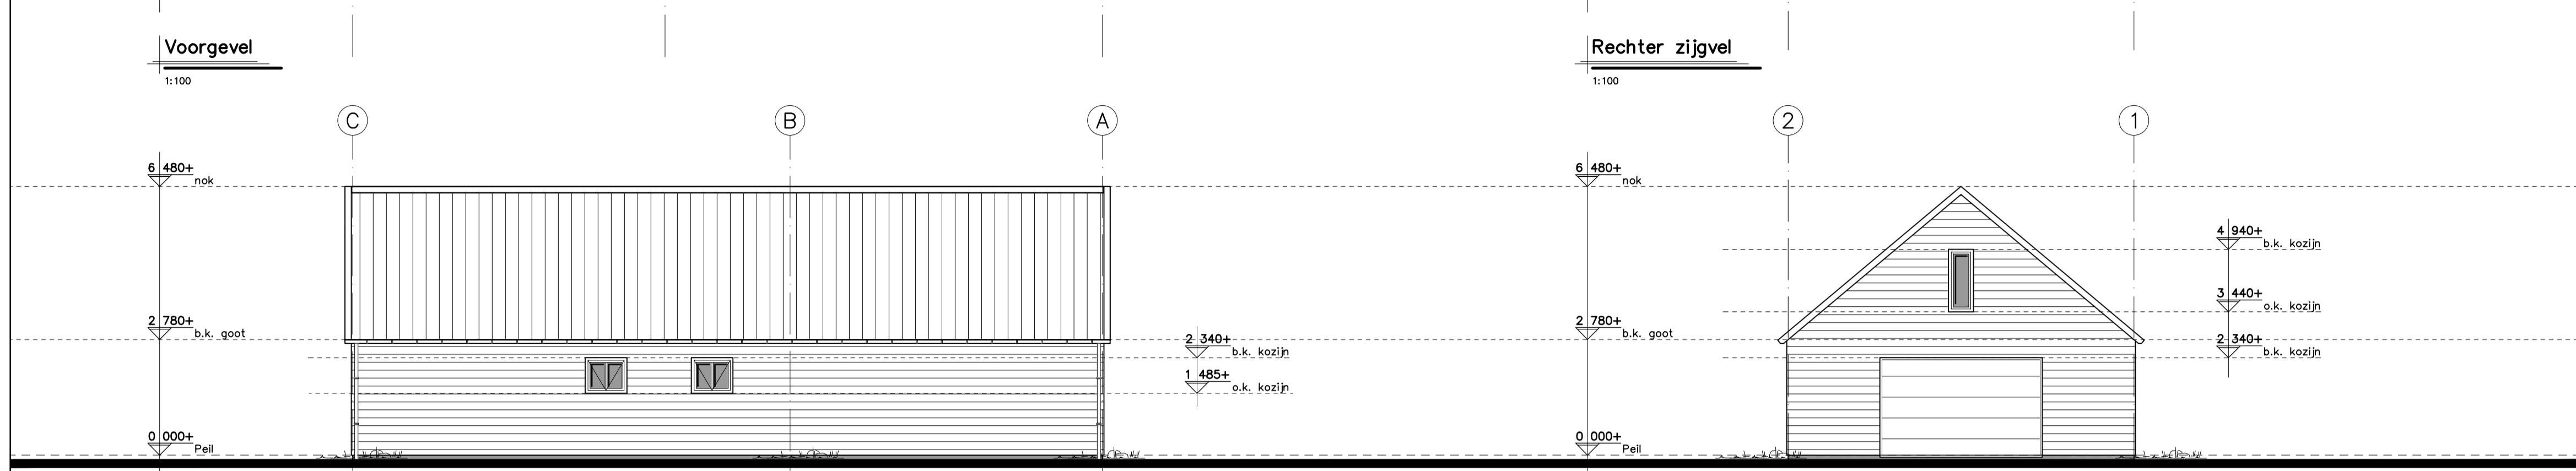 Voorgevel
1:100
C
B
A
6 480+
nok
2 780+
b.k. goot
0 000+
Peil
2 340+
b.k. kozijn
1 485+
o.k. kozijn
Rechter zijgvel
1:100
2
1
6 480+
nok
2 780+
b.k. goot
0 000+
Peil
4 940+
b.k. kozijn
3 440+
o.k. kozijn
2 340+
b.k. kozijn